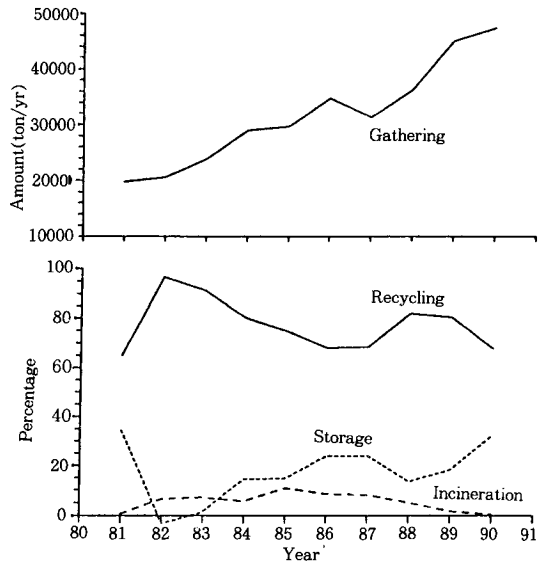 50000
40000
30000
20000
10000
Amount(ton/yr)
Gathering
100
80
60
40
20
0
Percentage
Recycling
Storage
Incineration
80 81 82 83 84 85 86 87 88 89 90 91
Year